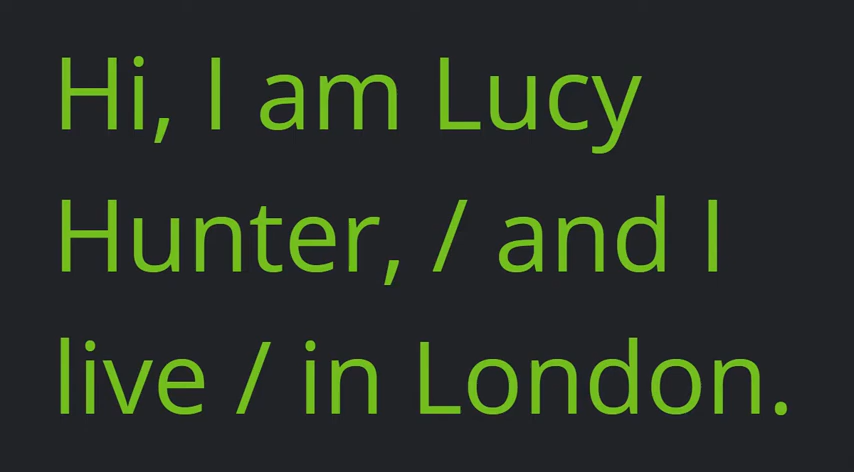 Hi, I am Lucy
Hunter, / and I
live / in London.